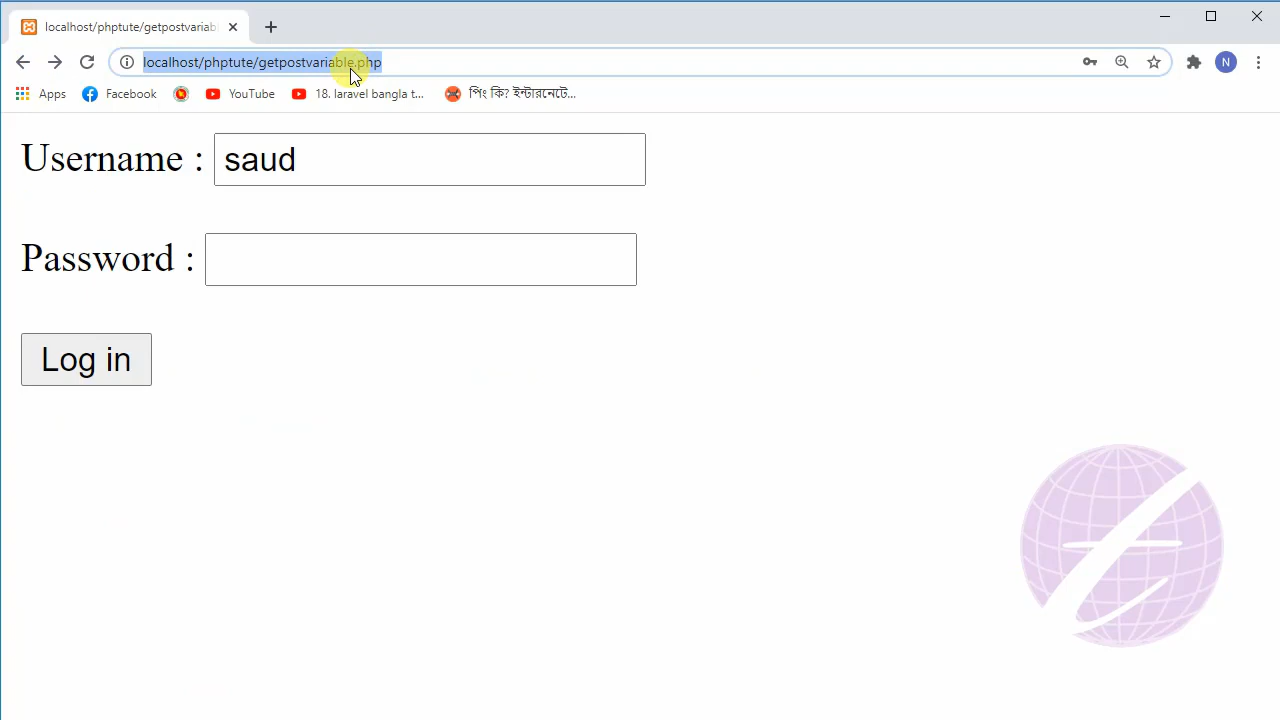 localhost/phptute/getpostvariab
localhost/phptute/getpostvariable.php
N
Apps
Facebook
YouTube
18. laravel bangla t...
পিং কি? ইন্টারনেটে...
Username :
saud
Password :
Log in